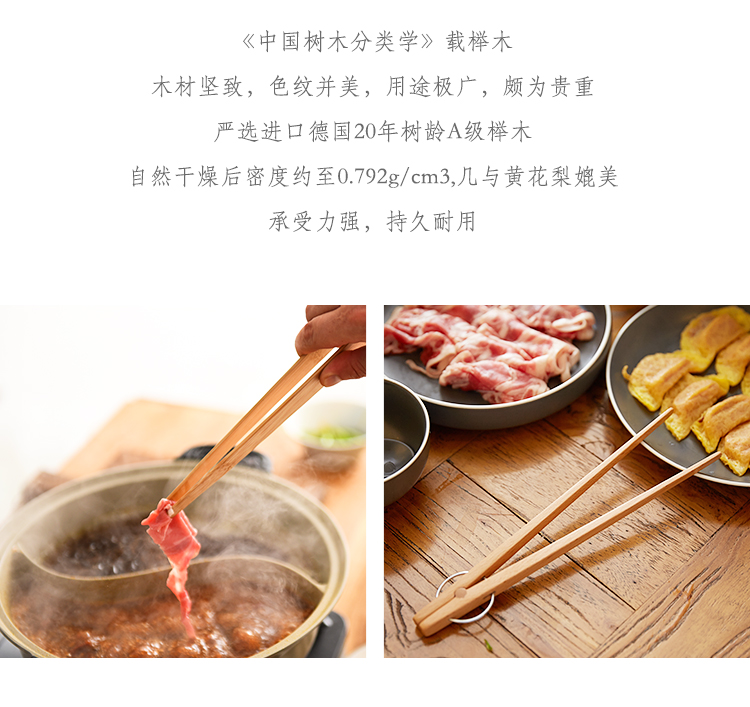 《中国树木分类学》载榉木
木材坚致，色纹并美，用途极广，颇为贵重
严选进口德国20年树龄A级榉木
自然干燥后密度约至0.792g/cm3,几与黄花梨媲美
承受力强，持久耐用